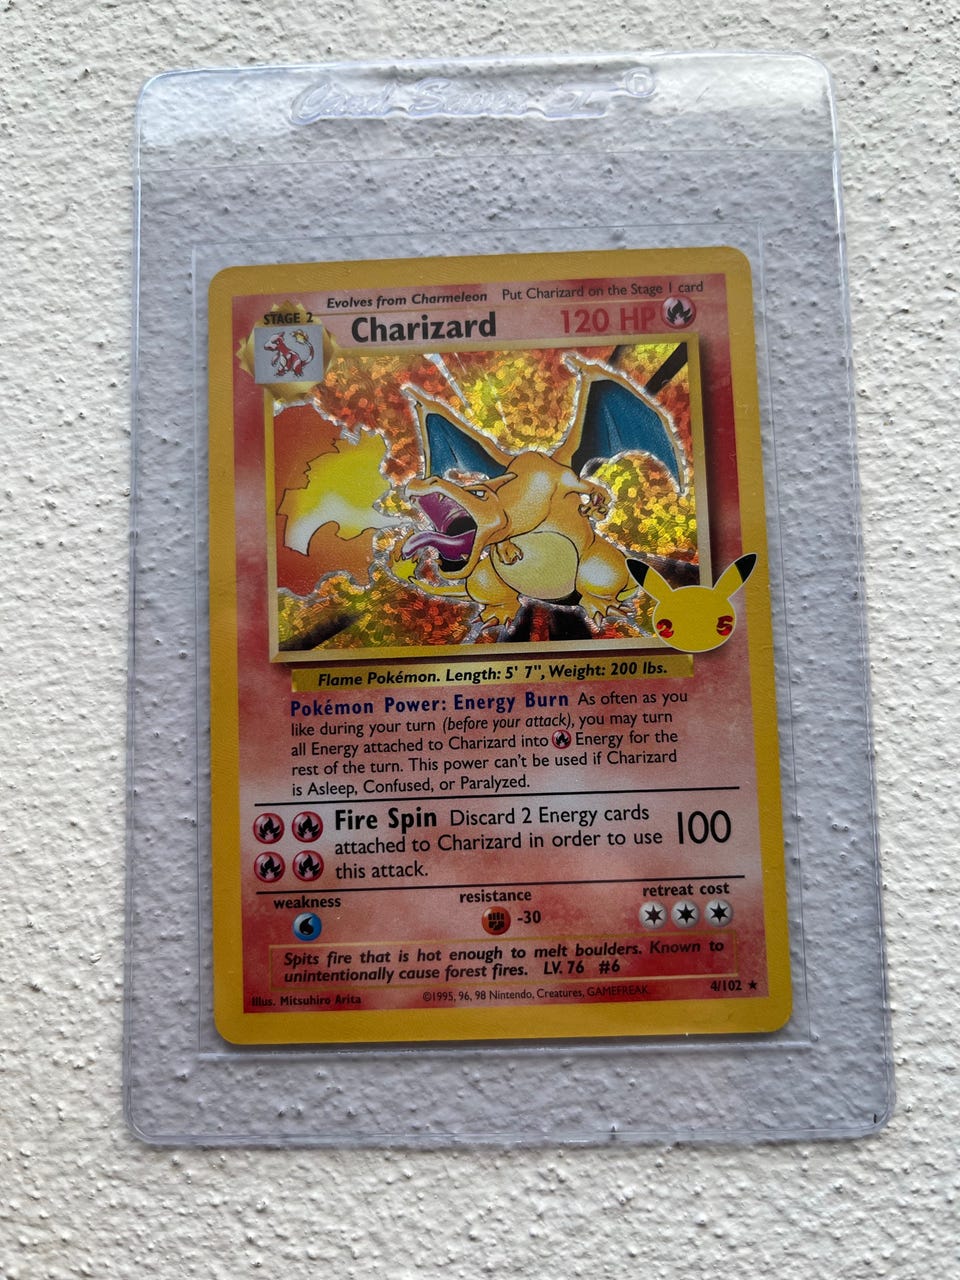 Card Saver I ®
Evolves from Charmeleon Put Charizard on the Stage 1 card
STAGE 2
Charizard 120 HP
2 5
Flame Pokémon. Length: 5' 7", Weight: 200 lbs.
Pokémon Power: Energy Burn As often as you
like during your turn (before your attack), you may turn
all Energy attached to Charizard into Energy for the
rest of the turn. This power can't be used if Charizard
is Asleep, Confused, or Paralyzed.
Fire Spin Discard 2 Energy cards
attached to Charizard in order to use 100
this attack.
weakness resistance retreat cost
-30
Spits fire that is hot enough to melt boulders. Known to
unintentionally cause forest fires. LV. 76 #6
Illus. Mitsuhiro Arita ©1995, 96, 98 Nintendo, Creatures, GAMEFREAK. 4/102 ★